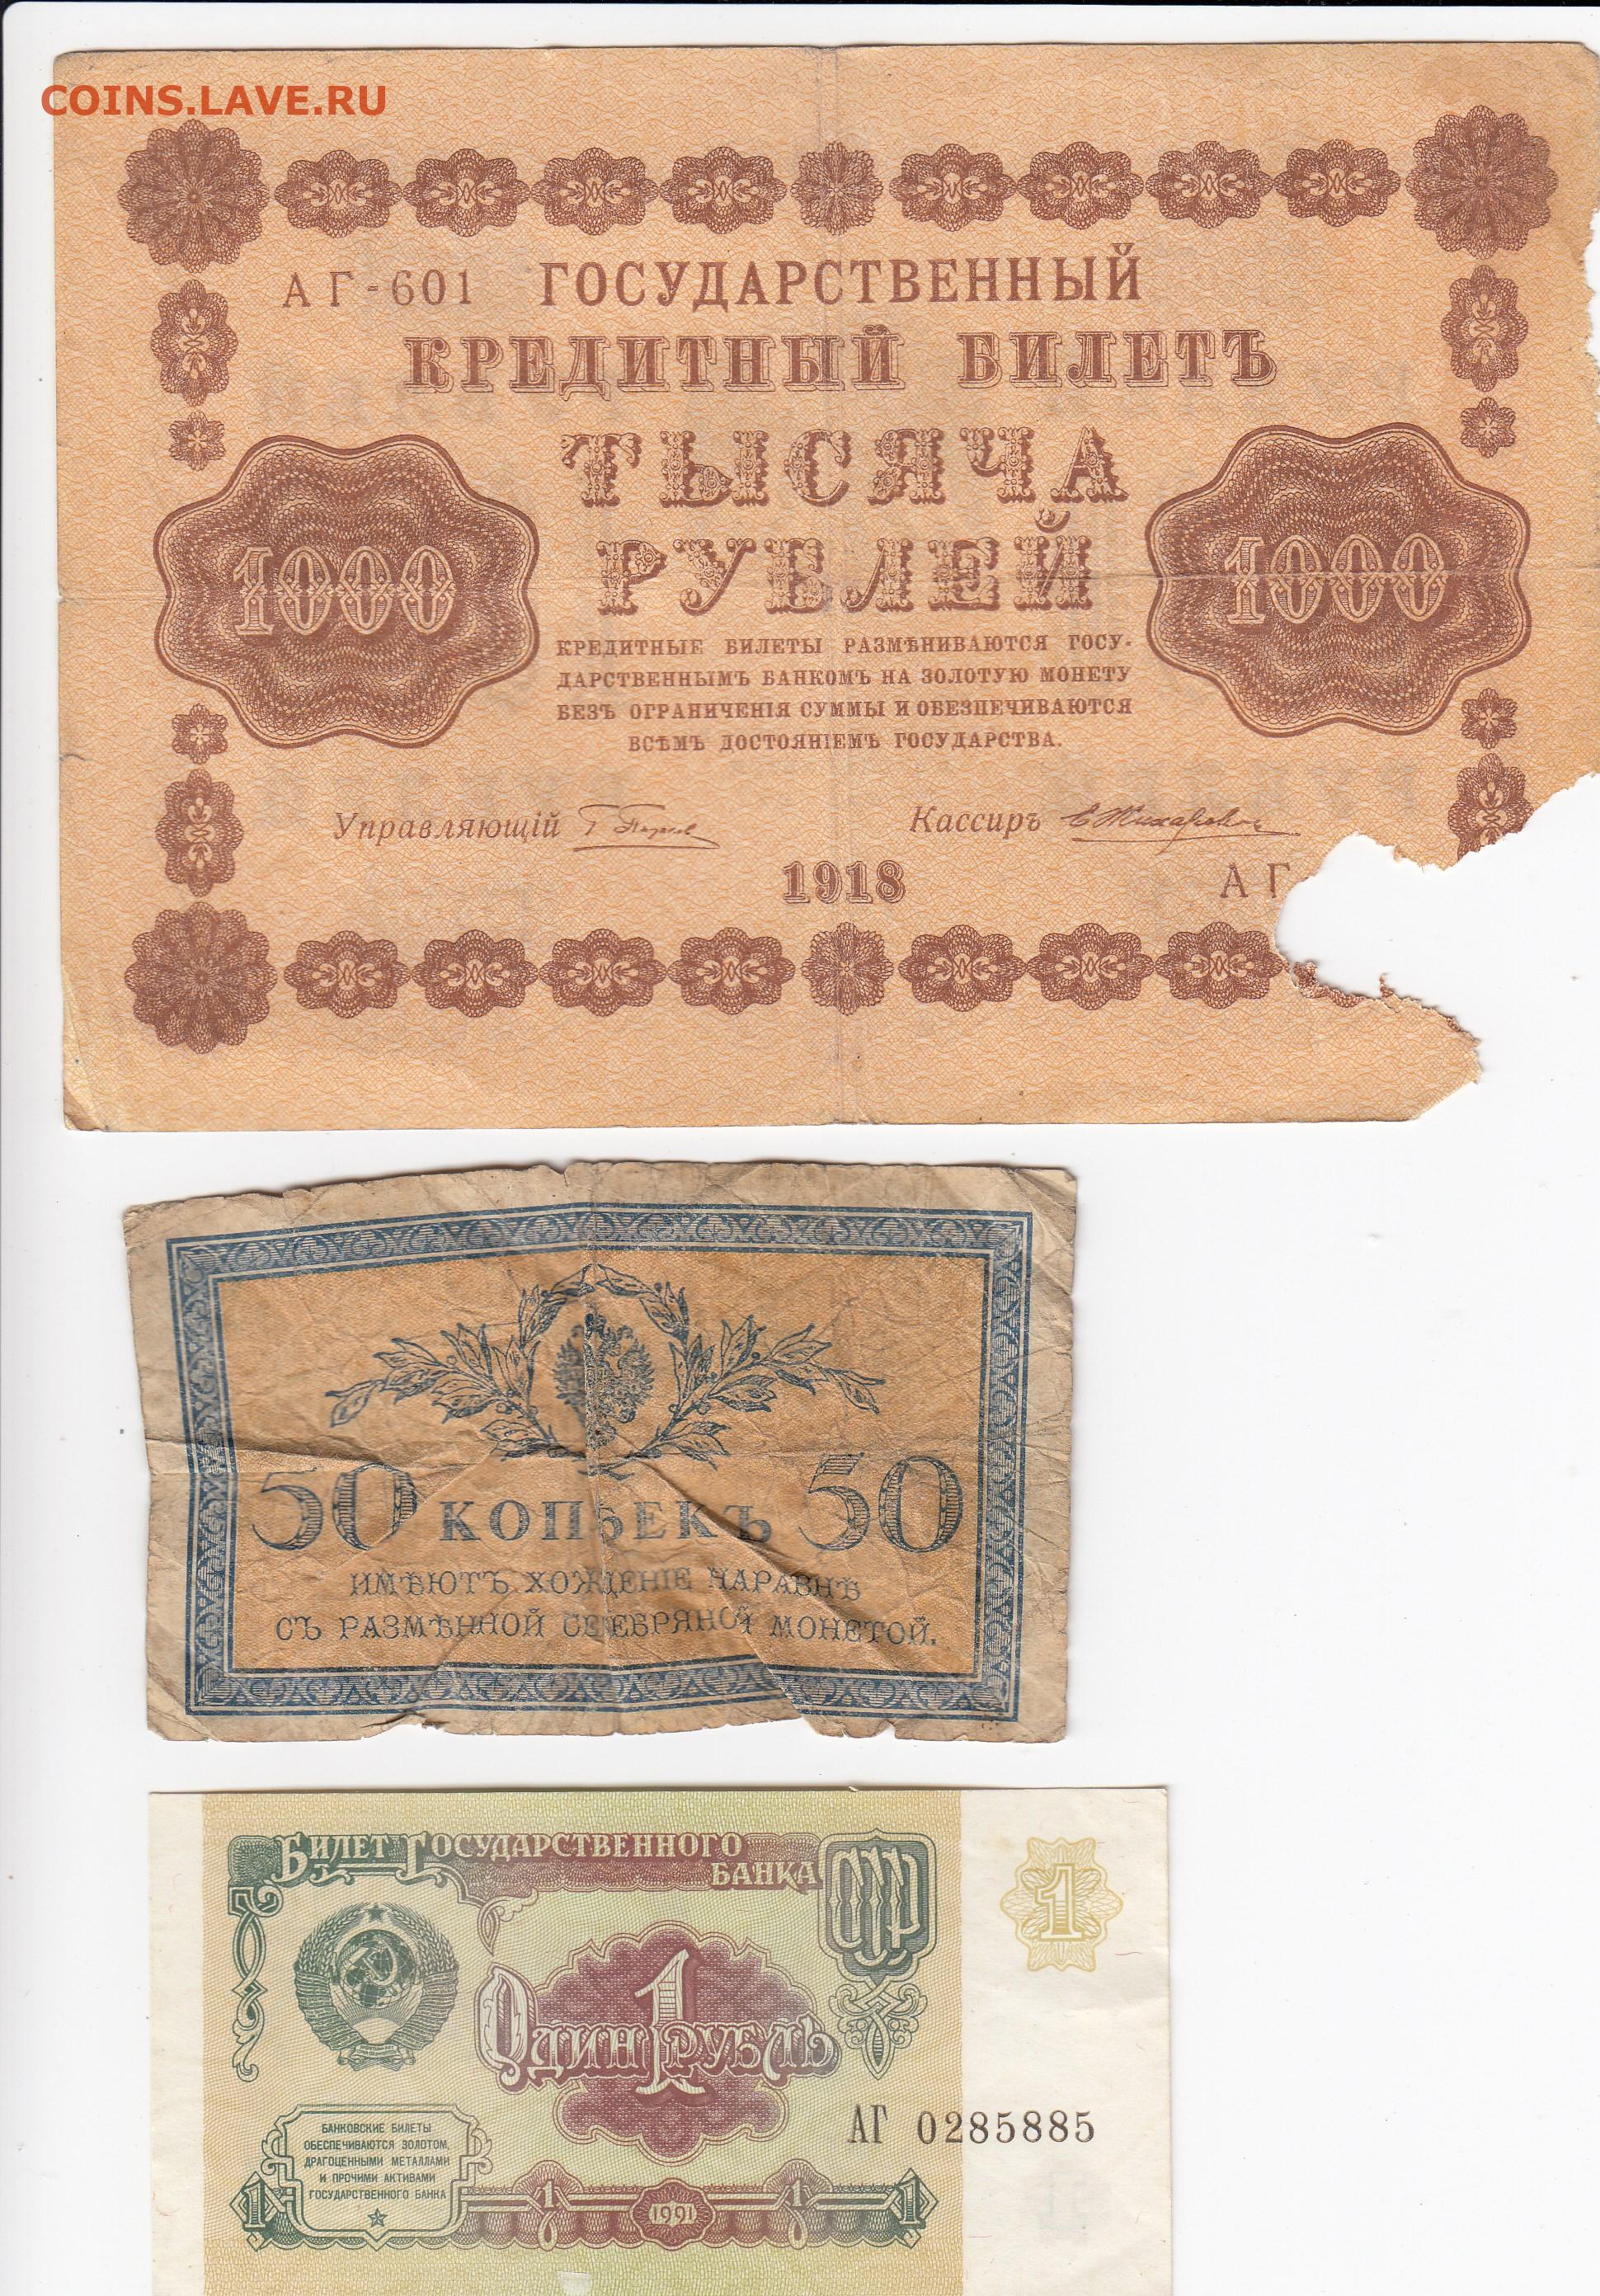 COINS.LAVE.RU
АГ-601 ГОСУДАРСТВЕННЫЙ
КРЕДИТНЫЙ БИЛЕТЪ
ТЫСЯЧА
РУБЛЕЙ
1000
1000
КРЕДИТНЫЕ БИЛЕТЫ РАЗМѢНИВАЮТСЯ ГОСУ-
ДАРСТВЕННЫМЪ БАНКОМЪ НА ЗОЛОТУЮ МОНЕТУ
БЕЗЪ ОГРАНИЧЕНІЯ СУММЫ И ОБЕЗПЕЧИВАЮТСЯ
ВСѢМЪ ДОСТОЯНІЕМЪ ГОСУДАРСТВА.
Управляющій
Кассиръ
1918
АГ
50 КОПѢЕКЪ 50
ИМѢЮТЪ ХОЖДЕНІЕ НАРАВНѢ
СЪ РАЗМѢННОЙ СЕРЕБРЯНОЙ МОНЕТОЙ.
БИЛЕТ ГОСУДАРСТВЕННОГО
БАНКА СССР
1
1
ОДИН РУБЛЬ
АГ 0285885
БАНКОВСКИЕ БИЛЕТЫ
ОБЕСПЕЧИВАЮТСЯ ЗОЛОТОМ,
ДРАГОЦЕННЫМИ МЕТАЛЛАМИ
И ПРОЧИМИ АКТИВАМИ
ГОСУДАРСТВЕННОГО БАНКА
1 1 1991 1 1